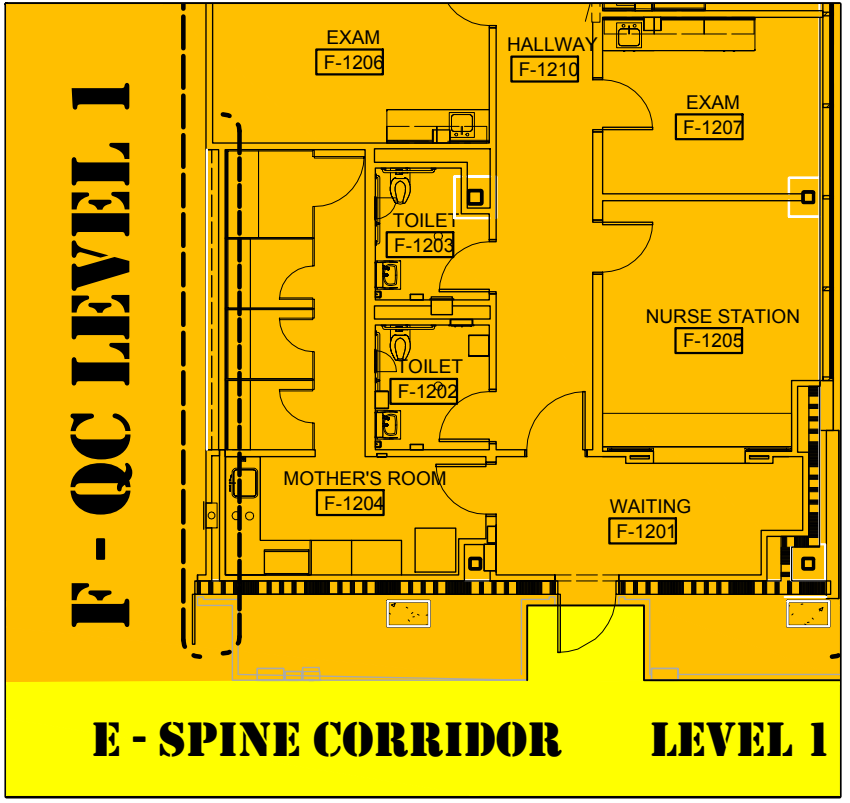 EXAM
F-1206
HALLWAY
F-1210
EXAM
F-1207
F - QC LEVEL 1
TOILET
F-1203
NURSE STATION
F-1205
TOILET
F-1202
MOTHER'S ROOM
F-1204
WAITING
F-1201
E - SPINE CORRIDOR LEVEL 1